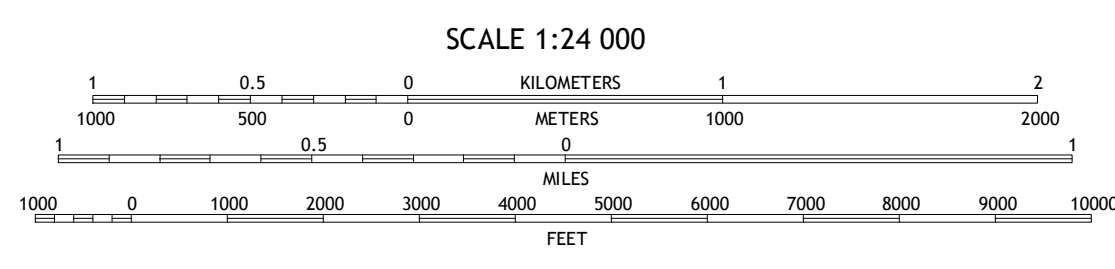 SCALE 1:24 000
1 0.5 0 KILOMETERS 1 2
1000 500 0 METERS 1000 2000
1 0.5 0 1
MILES
1000 0 1000 2000 3000 4000 5000 6000 7000 8000 9000 10000
FEET